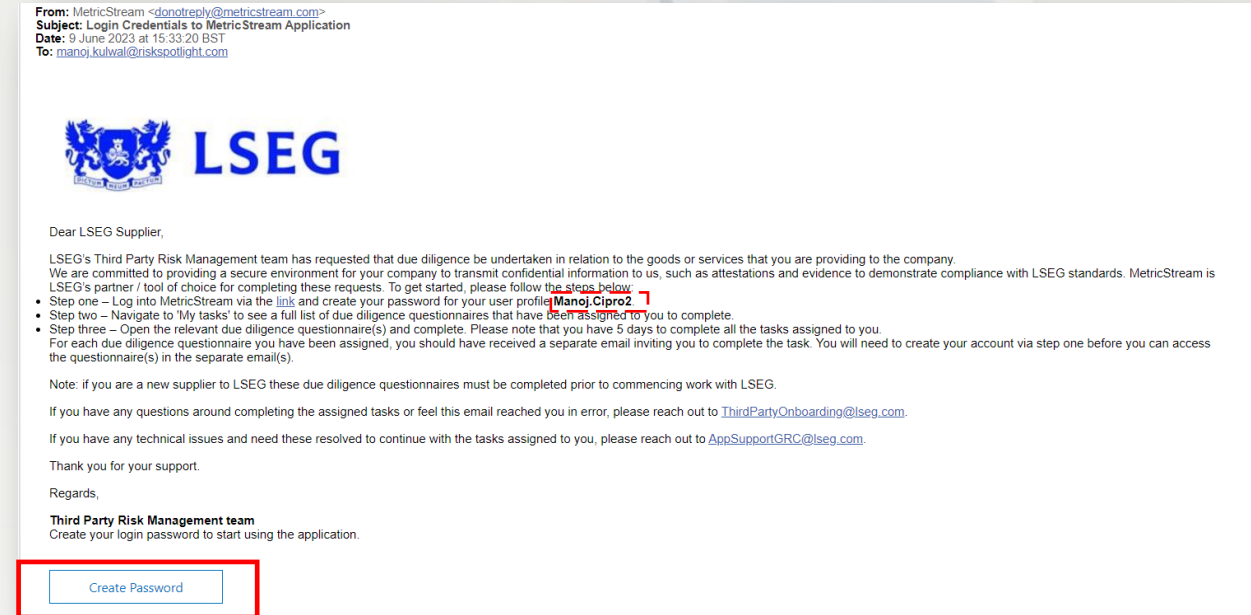 From: MetricStream <donotreply@metricstream.com>
Subject: Login Credentials to MetricStream Application
Date: 9 June 2023 at 15:33:20 BST
To: manoj.kulwal@riskspotlight.com
LSEG
DICTUM MEUM PACTUM
Dear LSEG Supplier,
LSEG's Third Party Risk Management team has requested that due diligence be undertaken in relation to the goods or services that you are providing to the company.
We are committed to providing a secure environment for your company to transmit confidential information to us, such as attestations and evidence to demonstrate compliance with LSEG standards. MetricStream is
LSEG's partner / tool of choice for completing these requests. To get started, please follow the steps below:
• Step one – Log into MetricStream via the link and create your password for your user profile Manoj.Cipro2.
• Step two – Navigate to 'My tasks' to see a full list of due diligence questionnaires that have been assigned to you to complete.
• Step three – Open the relevant due diligence questionnaire(s) and complete. Please note that you have 5 days to complete all the tasks assigned to you.
For each due diligence questionnaire you have been assigned, you should have received a separate email inviting you to complete the task. You will need to create your account via step one before you can access
the questionnaire(s) in the separate email(s).
Note: if you are a new supplier to LSEG these due diligence questionnaires must be completed prior to commencing work with LSEG.
If you have any questions around completing the assigned tasks or feel this email reached you in error, please reach out to ThirdPartyOnboarding@lseg.com.
If you have any technical issues and need these resolved to continue with the tasks assigned to you, please reach out to AppSupportGRC@lseg.com.
Thank you for your support.
Regards,
Third Party Risk Management team
Create your login password to start using the application.
Create Password